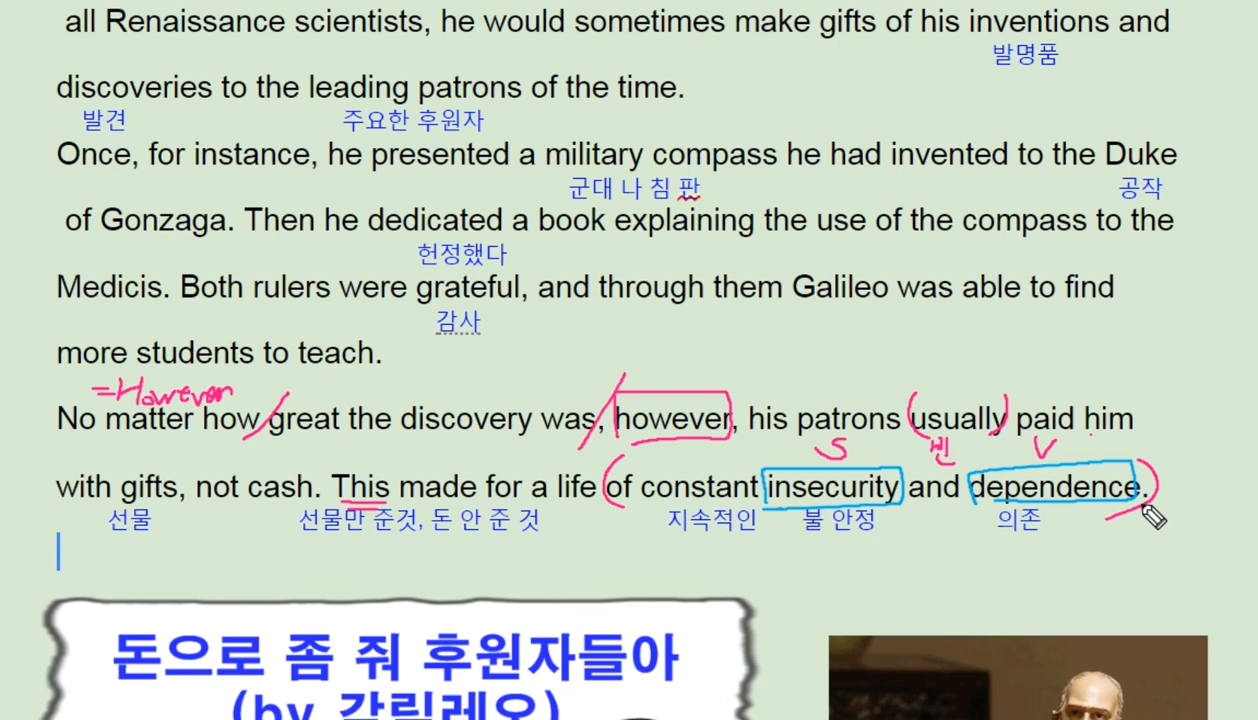 all Renaissance scientists, he would sometimes make gifts of his inventions and
발명품
discoveries to the leading patrons of the time.
발견 주요한 후원자
Once, for instance, he presented a military compass he had invented to the Duke
군대 나 침 판 공작
of Gonzaga. Then he dedicated a book explaining the use of the compass to the
헌정했다
Medicis. Both rulers were grateful, and through them Galileo was able to find
감사
more students to teach.
=However
No matter how great the discovery was, however, his patrons usually paid him
S 빈 V
with gifts, not cash. This made for a life of constant insecurity and dependence.
선물 선물만 준것, 돈 안 준 것 지속적인 불 안정 의존
돈으로 좀 줘 후원자들아
(by 갈릴레오)